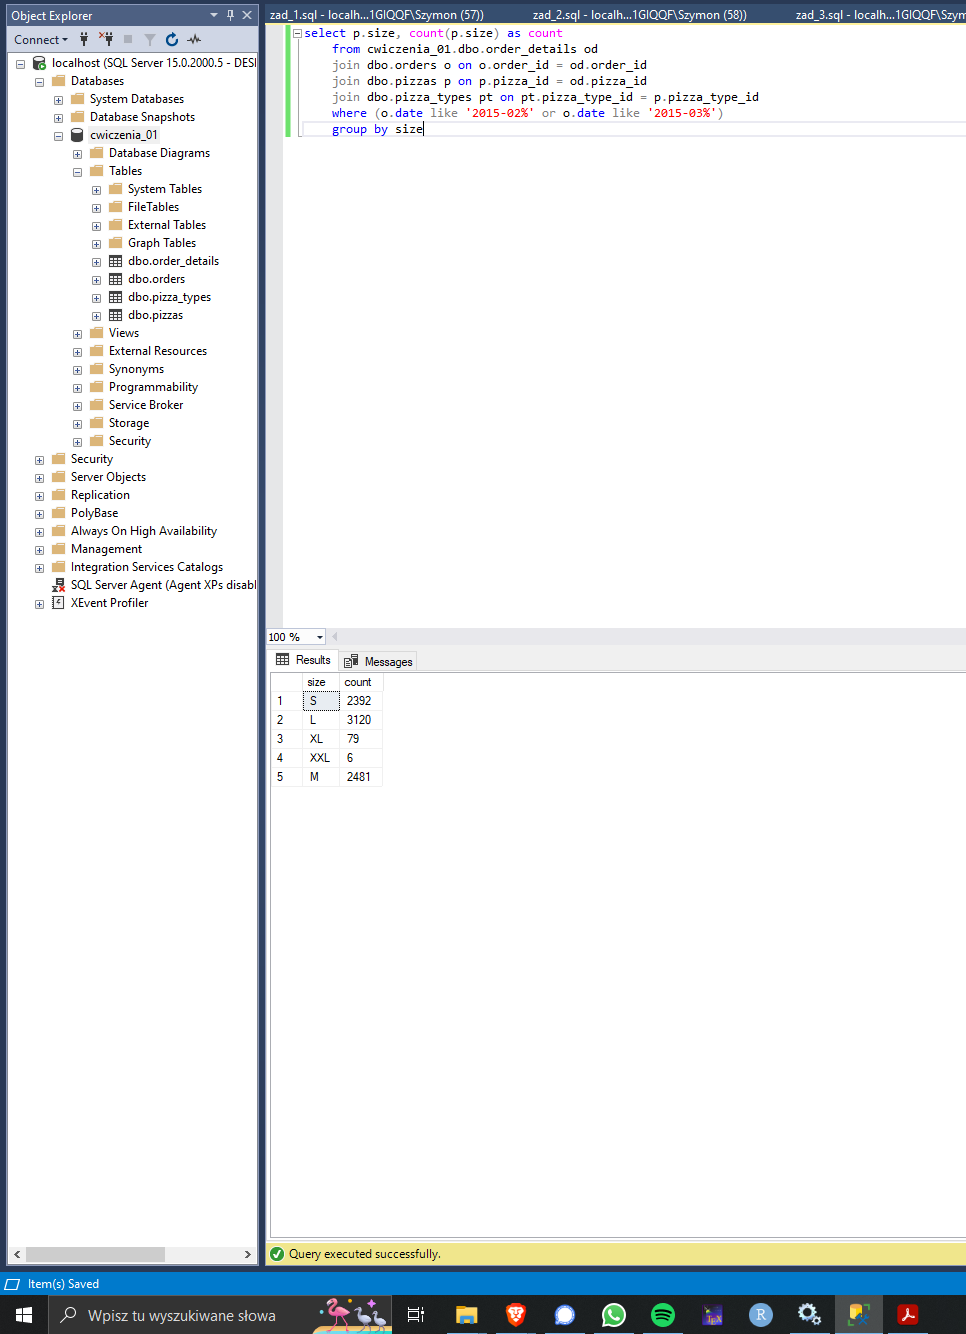 Object Explorer
Connect
localhost (SQL Server 15.0.2000.5 - DESI
Databases
System Databases
Database Snapshots
cwiczenia_01
Database Diagrams
Tables
System Tables
FileTables
External Tables
Graph Tables
dbo.order_details
dbo.orders
dbo.pizza_types
dbo.pizzas
Views
External Resources
Synonyms
Programmability
Service Broker
Storage
Security
Security
Server Objects
Replication
PolyBase
Always On High Availability
Management
Integration Services Catalogs
SQL Server Agent (Agent XPs disabl
XEvent Profiler
zad_1.sql - localh...1GIQQF\Szymon (57)) zad_2.sql - localh...1GIQQF\Szymon (58)) zad_3.sql - localh...1GIQQF\Szym
select p.size, count(p.size) as count
from cwiczenia_01.dbo.order_details od
join dbo.orders o on o.order_id = od.order_id
join dbo.pizzas p on p.pizza_id = od.pizza_id
join dbo.pizza_types pt on pt.pizza_type_id = p.pizza_type_id
where (o.date like '2015-02%' or o.date like '2015-03%')
group by size
100 %
Results Messages
size count
1 S 2392
2 L 3120
3 XL 79
4 XXL 6
5 M 2481
Query executed successfully.
Item(s) Saved
Wpisz tu wyszukiwane słowa
TEX
R